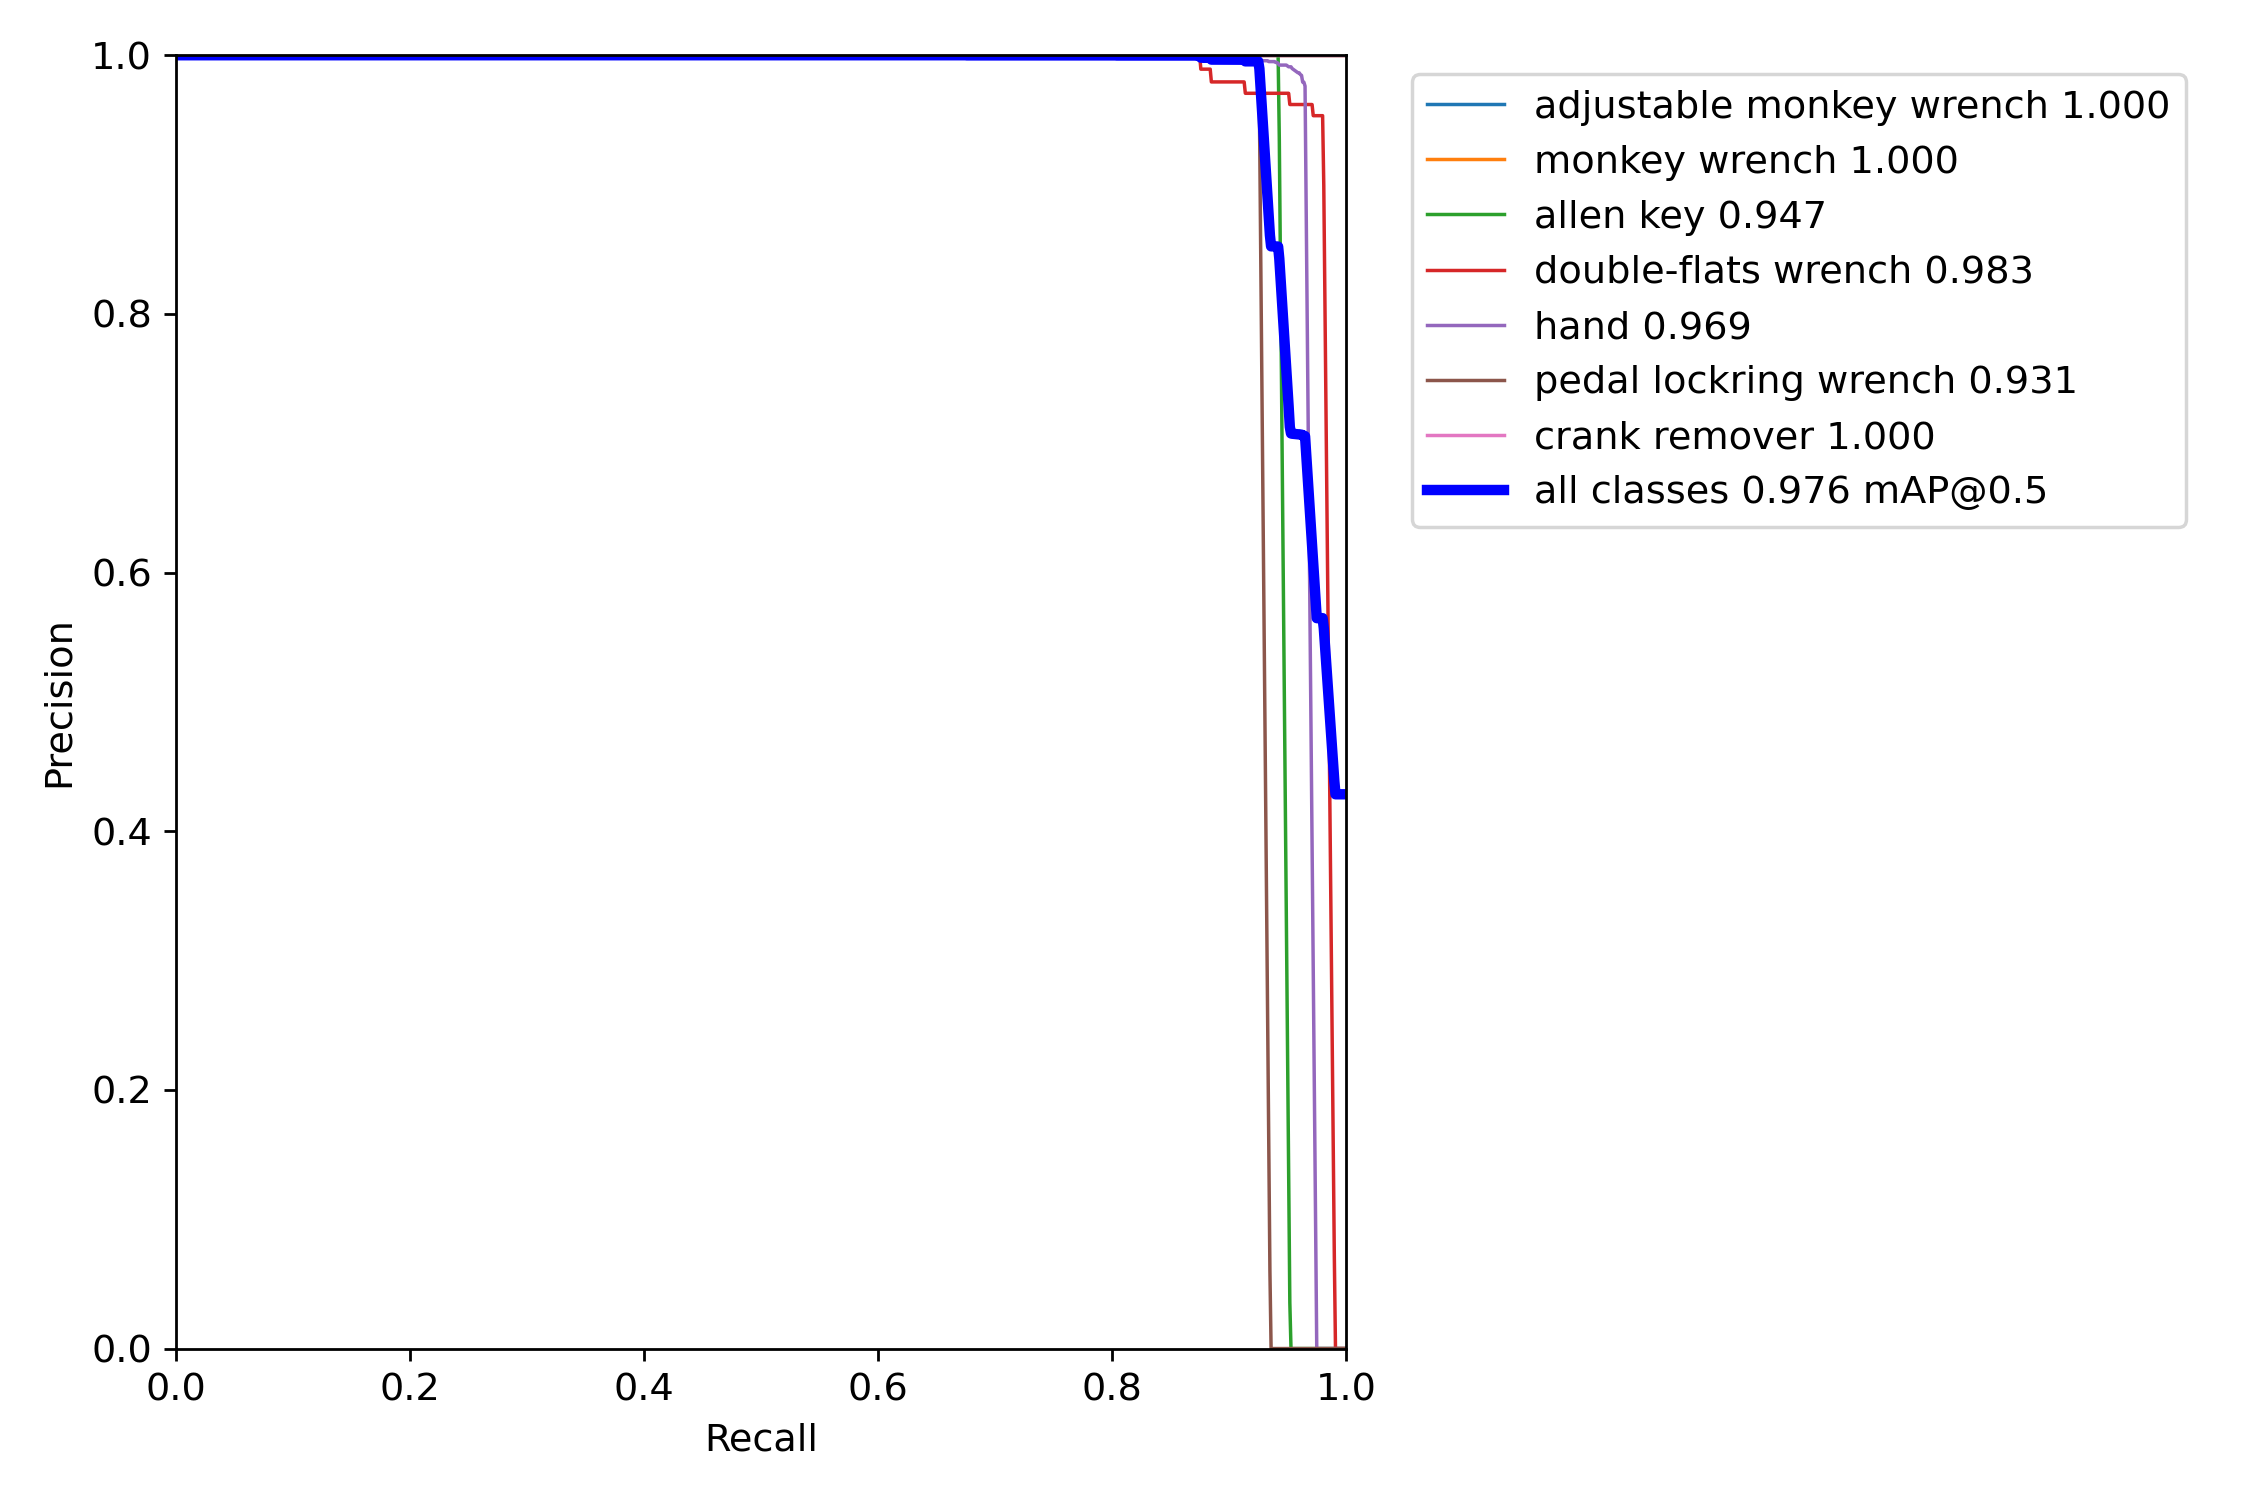 1.0
0.8
0.6
0.4
0.2
0.0
Precision
0.0 0.2 0.4 0.6 0.8 1.0
Recall
adjustable monkey wrench 1.000
monkey wrench 1.000
allen key 0.947
double-flats wrench 0.983
hand 0.969
pedal lockring wrench 0.931
crank remover 1.000
all classes 0.976 mAP@0.5